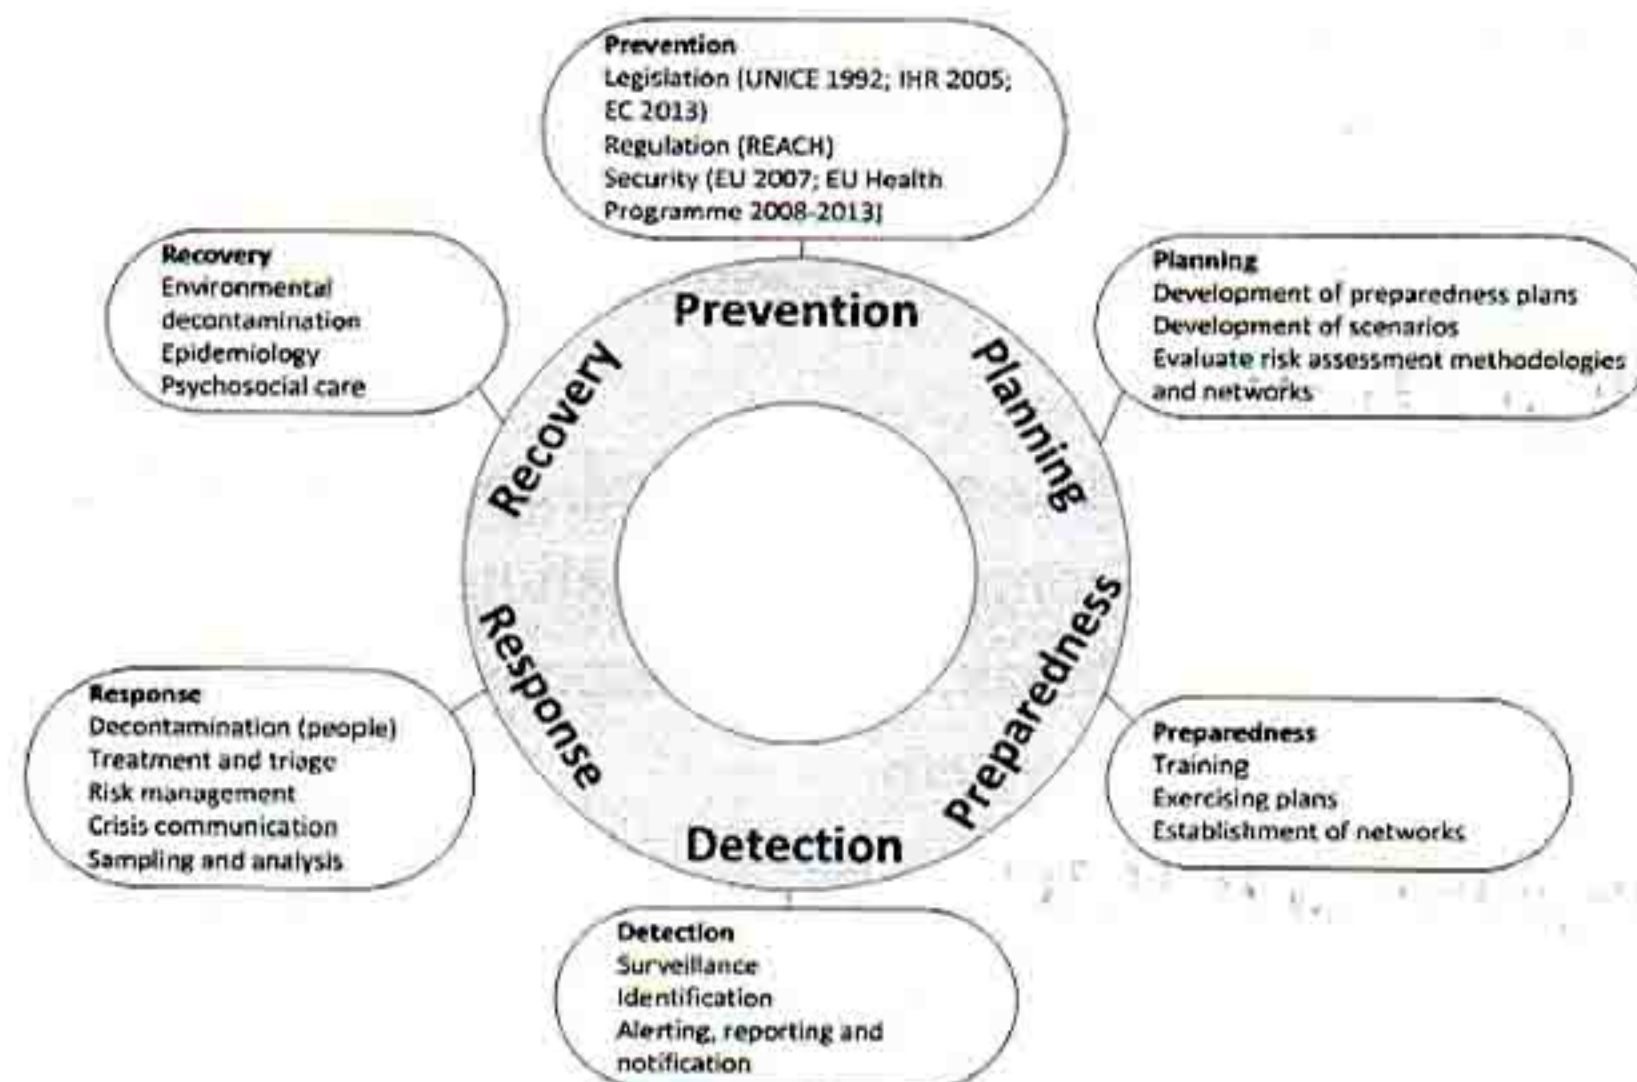 Prevention
Legislation (UNICE 1992; IHR 2005;
EC 2013)
Regulation (REACH)
Security (EU 2007; EU Health
Programme 2008-2013)
Recovery
Environmental
decontamination
Epidemiology
Psychosocial care
Planning
Development of preparedness plans
Development of scenarios
Evaluate risk assessment methodologies
and networks
Prevention
Planning
Preparedness
Detection
Response
Recovery
Response
Decontamination (people)
Treatment and triage
Risk management
Crisis communication
Sampling and analysis
Preparedness
Training
Exercising plans
Establishment of networks
Detection
Surveillance
Identification
Alerting, reporting and
notification